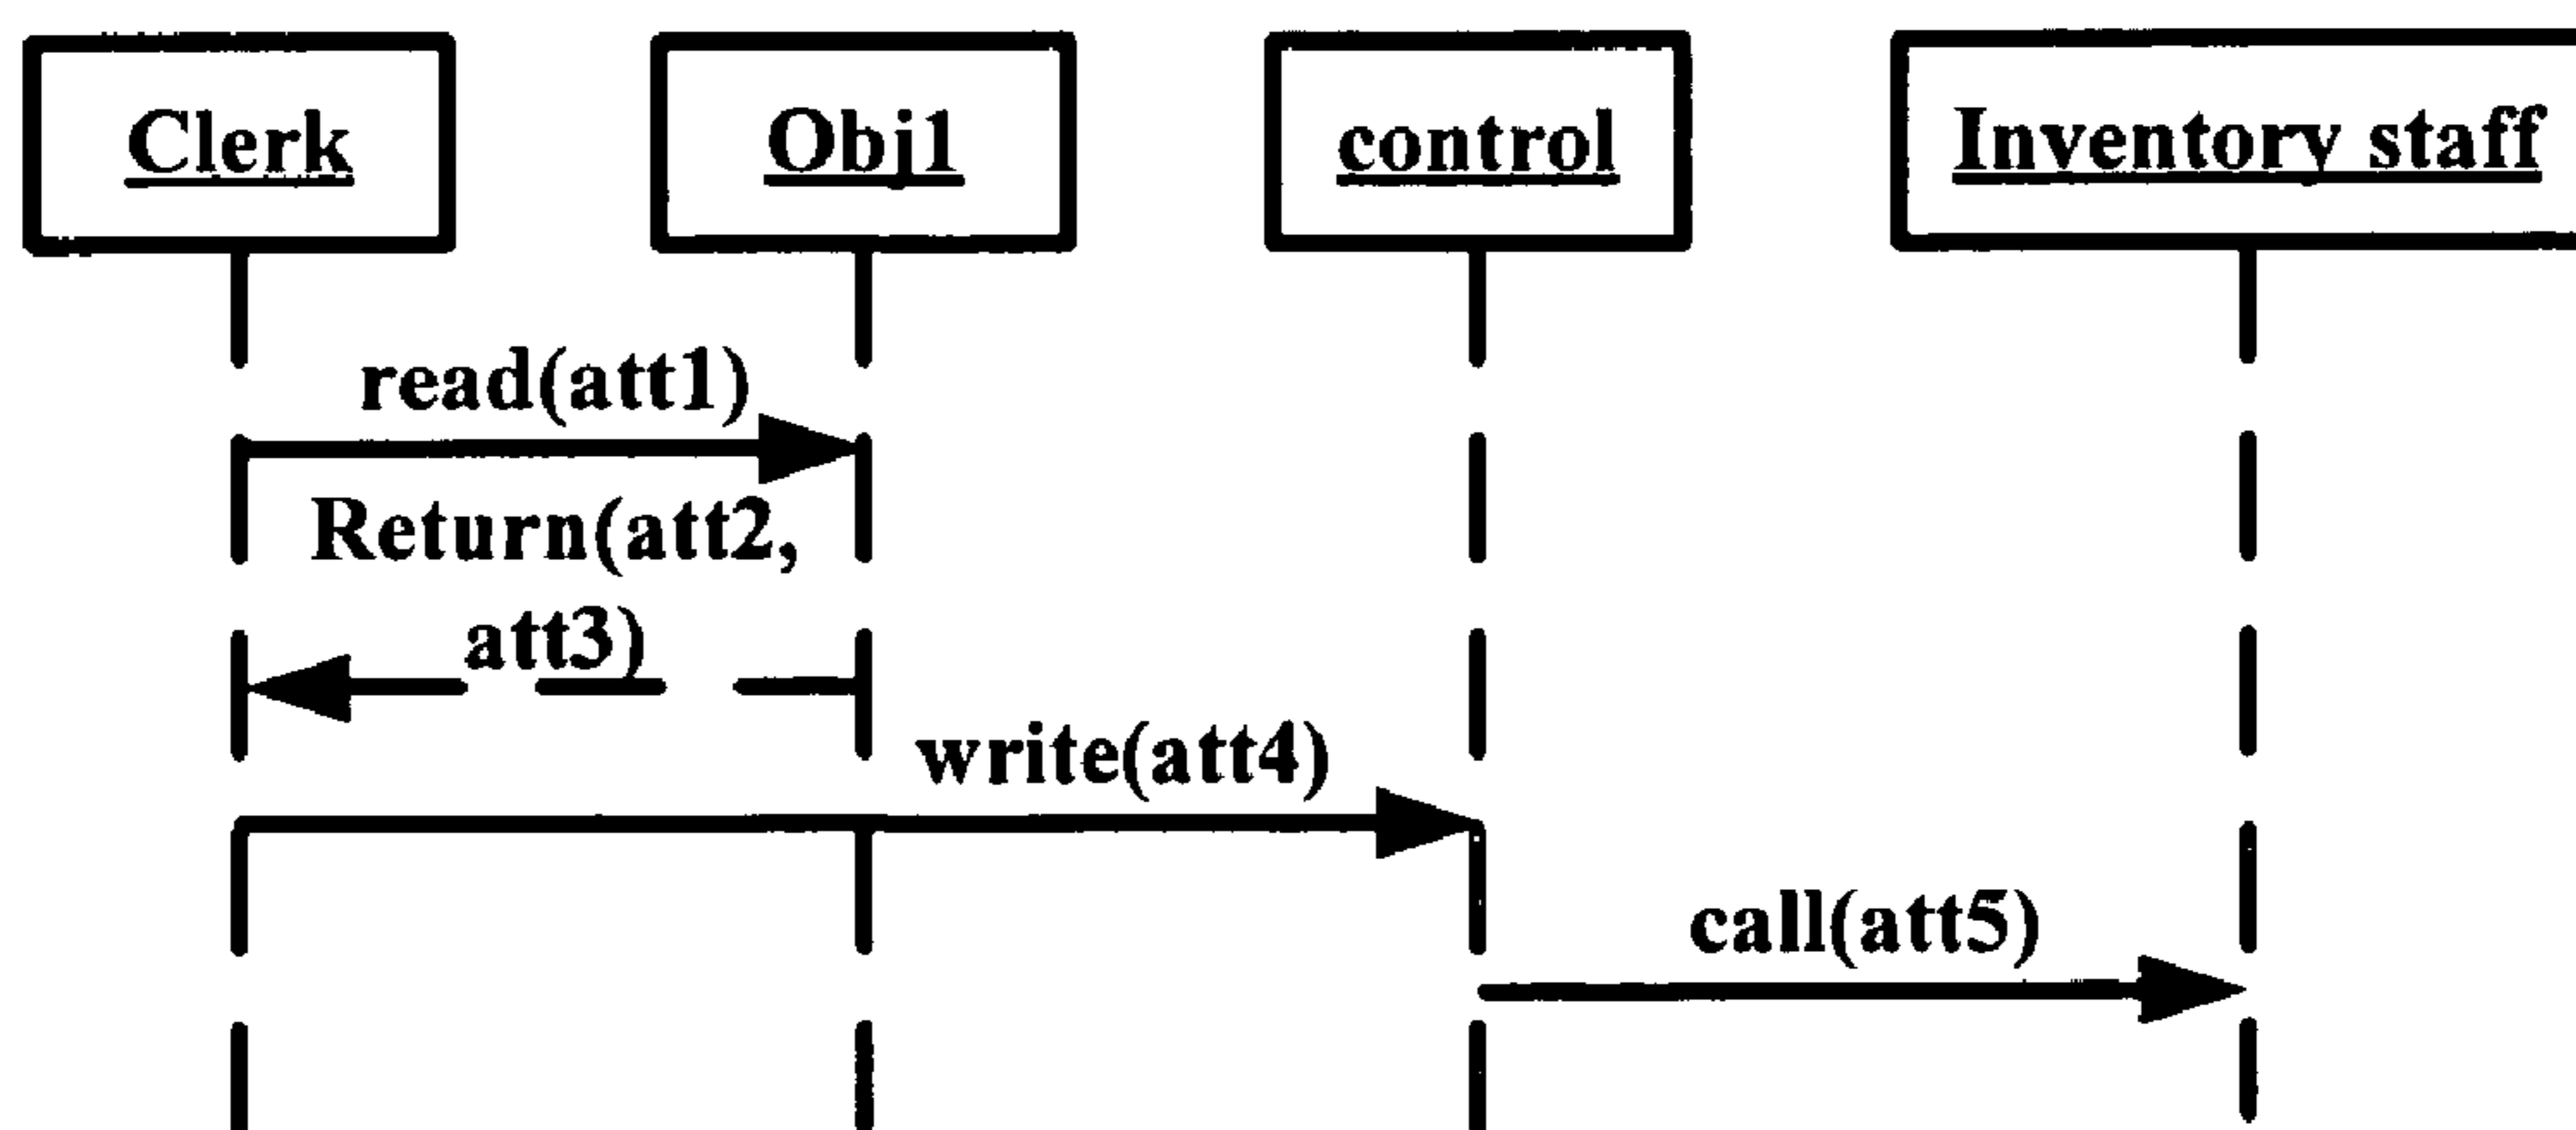 Clerk
Obj1
control
Inventory staff
read(att1)
Return(att2,
att3)
write(att4)
call(att5)